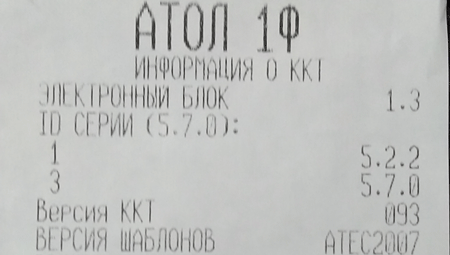 АТОЛ 1Ф
ИНФОРМАЦИЯ О ККТ
ЭЛЕКТРОННЫЙ БЛОК 1.3
ID СЕРИИ (5.7.0):
1 5.2.2
3 5.7.0
Версия ККТ 093
ВЕРСИЯ ШАБЛОНОВ ATEC2007